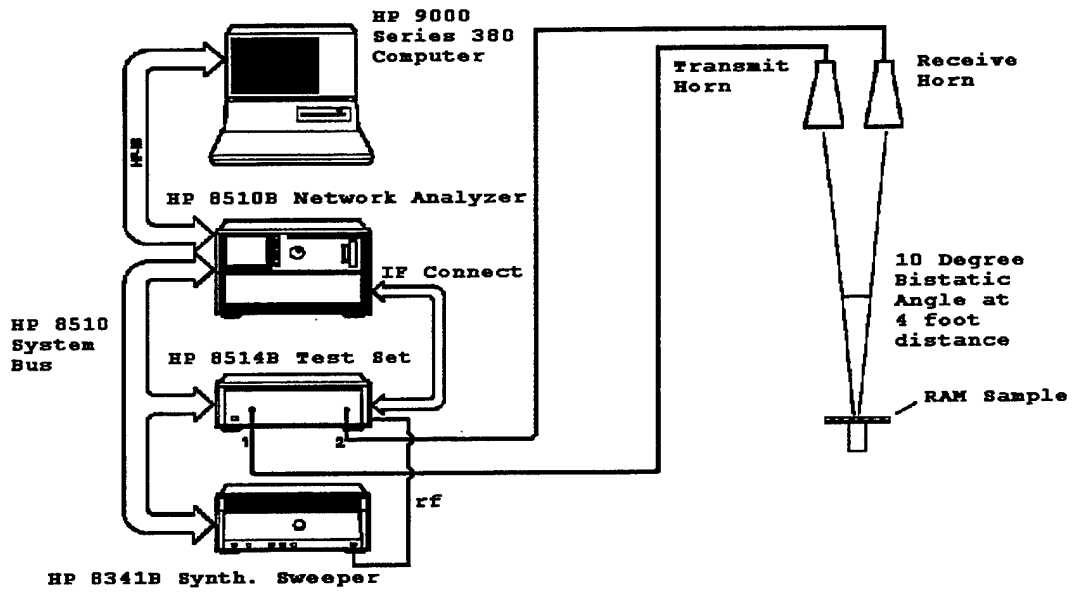 HP 9000
Series 380
Computer
Transmit
Horn
Receive
Horn
HP-IB
HP 8510B Network Analyzer
IF Connect
10 Degree
Bistatic
Angle at
4 foot
distance
HP 8510
System
Bus
HP 8514B Test Set
RAM Sample
1
2
rf
HP 8341B Synth. Sweeper